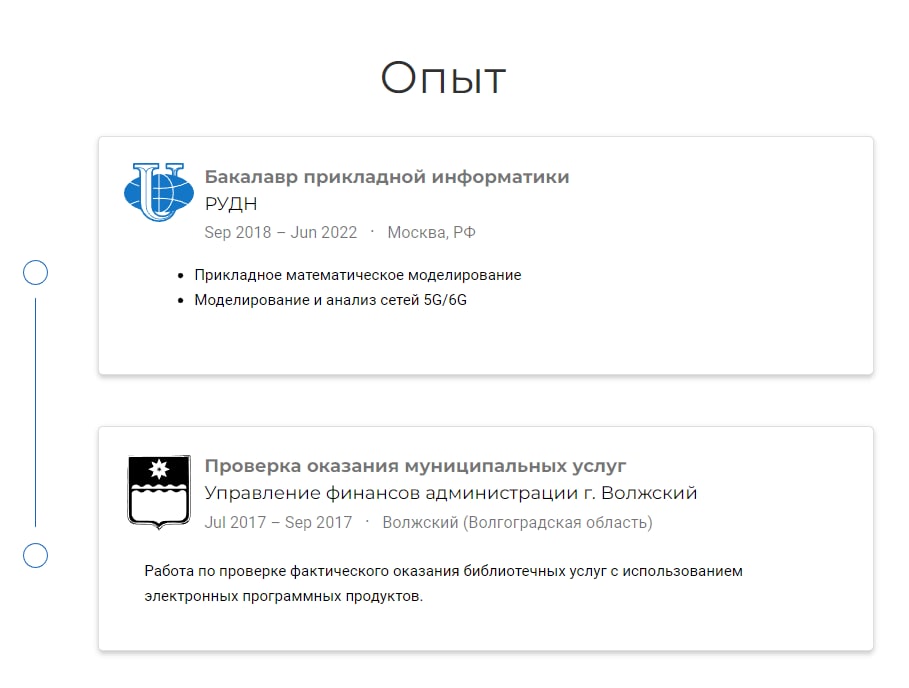 Опыт
Бакалавр прикладной информатики
РУДН
Sep 2018 – Jun 2022 · Москва, РФ
• Прикладное математическое моделирование
• Моделирование и анализ сетей 5G/6G
Проверка оказания муниципальных услуг
Управление финансов администрации г. Волжский
Jul 2017 – Sep 2017 · Волжский (Волгоградская область)
Работа по проверке фактического оказания библиотечных услуг с использованием
электронных программных продуктов.